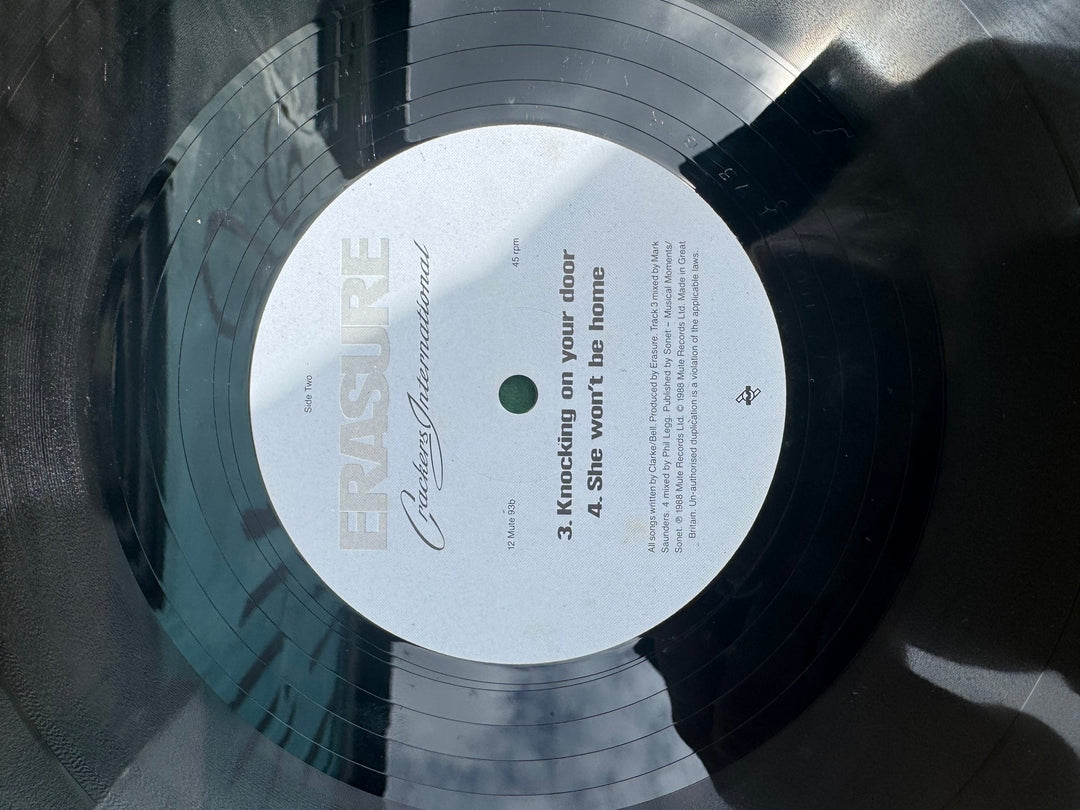 Side Two
ERASURE
Crackers International
12 Mute 93b 45 rpm
3. Knocking on your door
4. She won't be home
All songs written by Clarke/Bell. Produced by Erasure. Track 3 mixed by Mark
Saunders. 4 mixed by Phil Legg. Published by Sonet – Musical Moments/
Sonet. ℗ 1988 Mute Records Ltd. © 1988 Mute Records Ltd. Made in Great
Britain. Un-authorised duplication is a violation of the applicable laws.